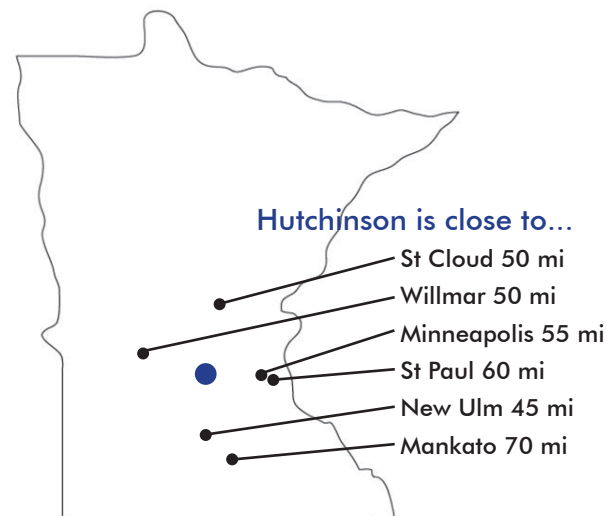 Hutchinson is close to...
St Cloud 50 mi
Willmar 50 mi
Minneapolis 55 mi
St Paul 60 mi
New Ulm 45 mi
Mankato 70 mi